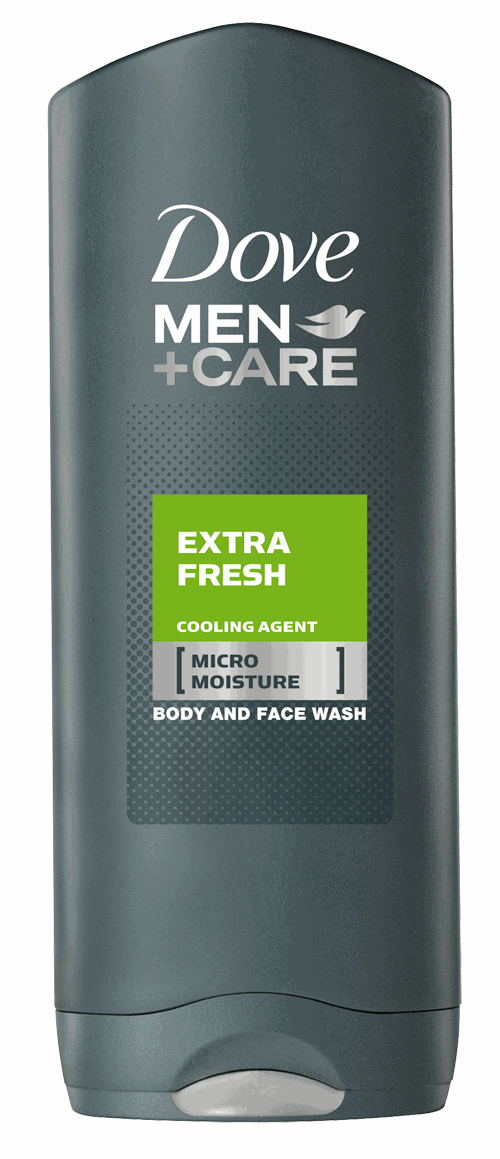 Dove
MEN
+CARE
EXTRA
FRESH
COOLING AGENT
[MICRO
MOISTURE]
BODY AND FACE WASH